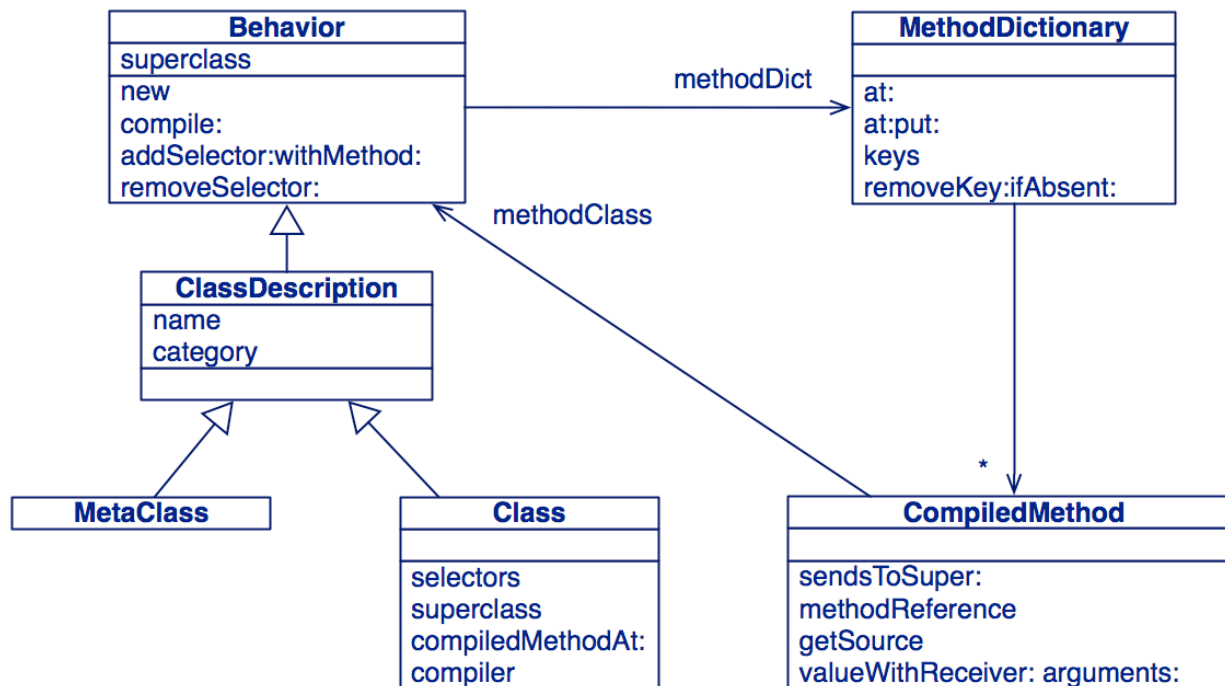 Behavior
superclass
new
compile:
addSelector:withMethod:
removeSelector:
methodDict
MethodDictionary
at:
at:put:
keys
removeKey:ifAbsent:
methodClass
ClassDescription
name
category
*
MetaClass
Class
selectors
superclass
compiledMethodAt:
compiler
CompiledMethod
sendsToSuper:
methodReference
getSource
valueWithReceiver: arguments: